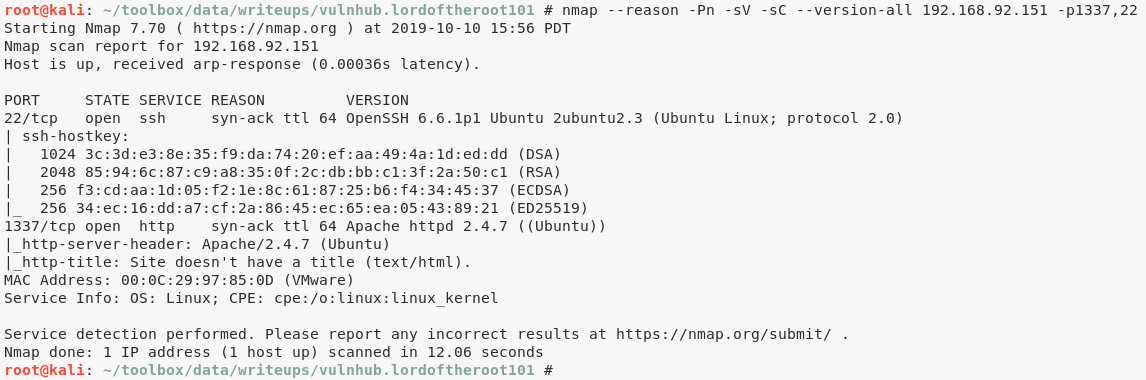 root@kali: ~/toolbox/data/writeups/vulnhub.lordoftheroot101 # nmap --reason -Pn -sV -sC --version-all 192.168.92.151 -p1337,22
Starting Nmap 7.70 ( https://nmap.org ) at 2019-10-10 15:56 PDT
Nmap scan report for 192.168.92.151
Host is up, received arp-response (0.00036s latency).
PORT     STATE SERVICE REASON         VERSION
22/tcp   open  ssh     syn-ack ttl 64 OpenSSH 6.6.1p1 Ubuntu 2ubuntu2.3 (Ubuntu Linux; protocol 2.0)
| ssh-hostkey:
|   1024 3c:3d:e3:8e:35:f9:da:74:20:ef:aa:49:4a:1d:ed:dd (DSA)
|   2048 85:94:6c:87:c9:a8:35:0f:2c:db:bb:c1:3f:2a:50:c1 (RSA)
|   256 f3:cd:aa:1d:05:f2:1e:8c:61:87:25:b6:f4:34:45:37 (ECDSA)
|_  256 34:ec:16:dd:a7:cf:2a:86:45:ec:65:ea:05:43:89:21 (ED25519)
1337/tcp open  http    syn-ack ttl 64 Apache httpd 2.4.7 ((Ubuntu))
|_http-server-header: Apache/2.4.7 (Ubuntu)
|_http-title: Site doesn't have a title (text/html).
MAC Address: 00:0C:29:97:85:0D (VMware)
Service Info: OS: Linux; CPE: cpe:/o:linux:linux_kernel
Service detection performed. Please report any incorrect results at https://nmap.org/submit/ .
Nmap done: 1 IP address (1 host up) scanned in 12.06 seconds
root@kali: ~/toolbox/data/writeups/vulnhub.lordoftheroot101 #